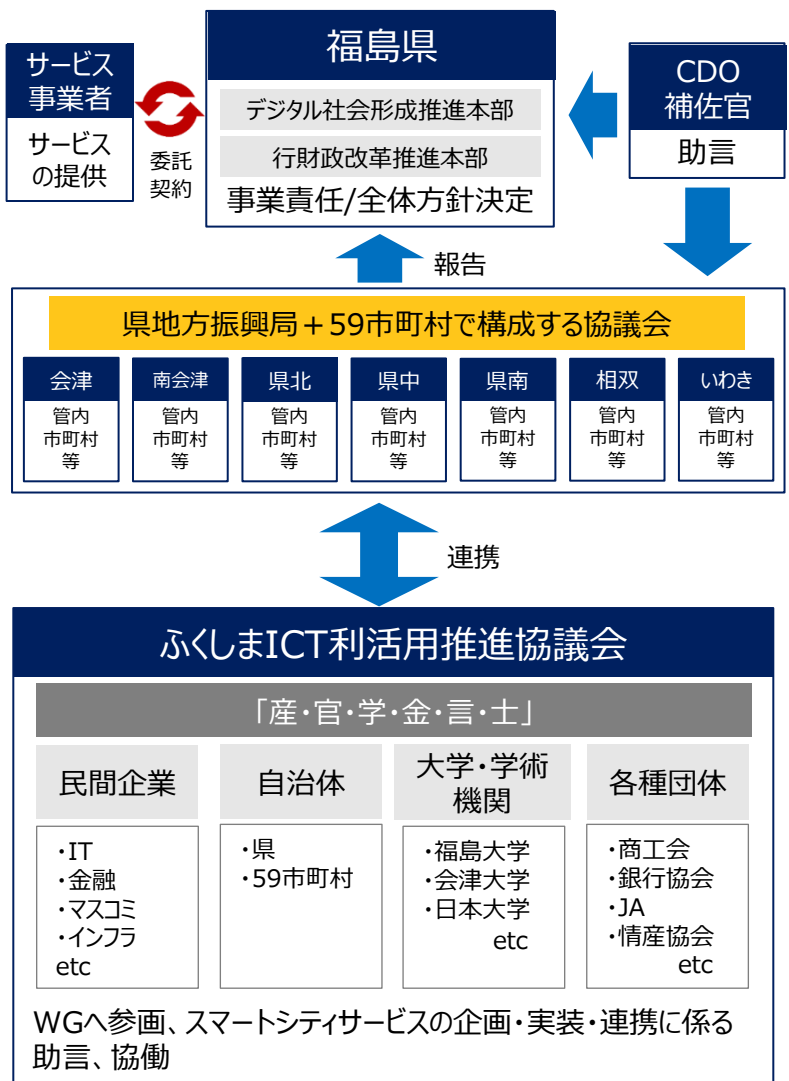 サービス
事業者
サービス
の提供
委託
契約
福島県
デジタル社会形成推進本部
行財政改革推進本部
事業責任/全体方針決定
CDO
補佐官
助言
報告
県地方振興局+59市町村で構成する協議会
会津
管内
市町村
等
南会津
管内
市町村
等
県北
管内
市町村
等
県中
管内
市町村
等
県南
管内
市町村
等
相双
管内
市町村
等
いわき
管内
市町村
等
連携
ふくしまICT利活用推進協議会
「産・官・学・金・言・士」
民間企業
・IT
・金融
・マスコミ
・インフラ
etc
自治体
・県
・59市町村
大学・学術
機関
・福島大学
・会津大学
・日本大学
etc
各種団体
・商工会
・銀行協会
・JA
・情産協会
etc
WGへ参画、スマートシティサービスの企画・実装・連携に係る
助言、協働